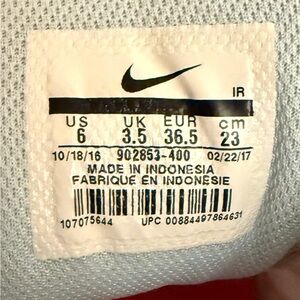 IR
US UK EUR cm
6 3.5 36.5 23
10/18/16 902853-400 02/22/17
MADE IN INDONESIA
FABRIQUE EN INDONESIE
107075644 UPC 00884497864631